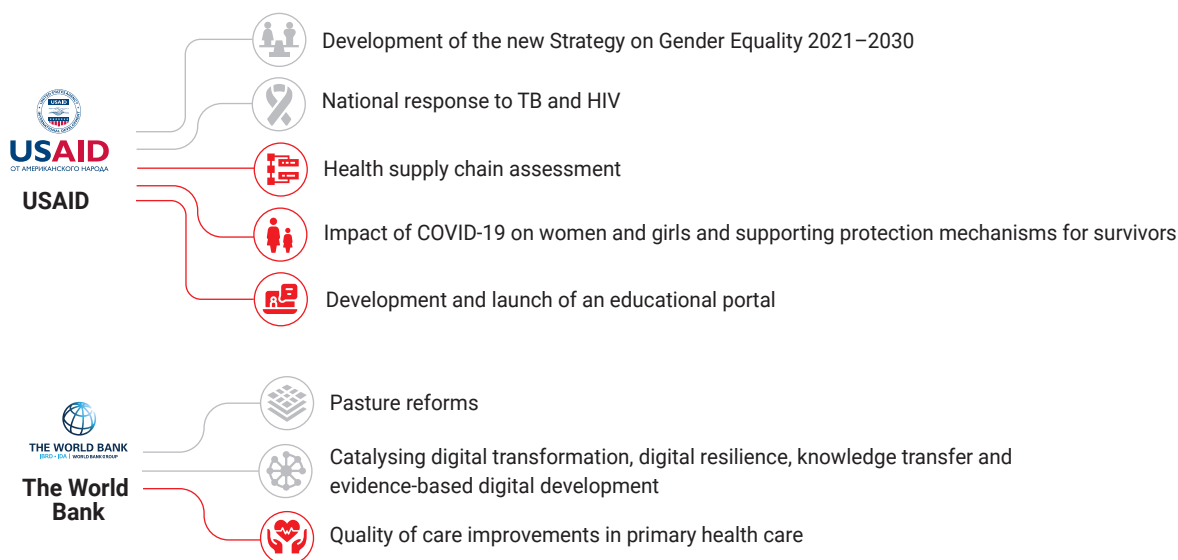 Development of the new Strategy on Gender Equality 2021–2030
National response to TB and HIV
USAID
USAID
ОТ АМЕРИКАНСКОГО НАРОДА
USAID
Health supply chain assessment
Impact of COVID-19 on women and girls and supporting protection mechanisms for survivors
Development and launch of an educational portal
Pasture reforms
THE WORLD BANK
IBRD • IDA | WORLD BANK GROUP
The World
Bank
Catalysing digital transformation, digital resilience, knowledge transfer and
evidence-based digital development
Quality of care improvements in primary health care